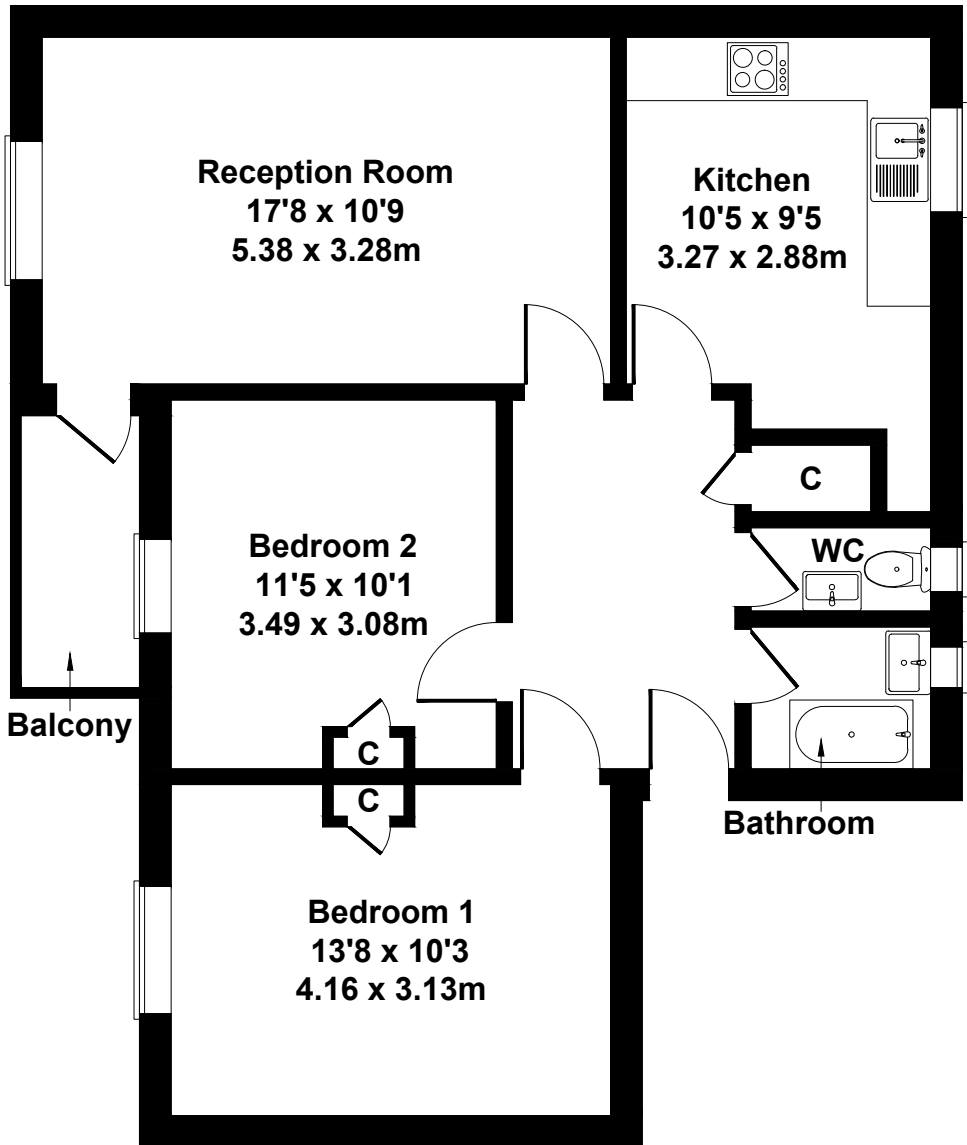 Reception Room
17'8 x 10'9
5.38 x 3.28m
Kitchen
10'5 x 9'5
3.27 x 2.88m
C
WC
Bedroom 2
11'5 x 10'1
3.49 x 3.08m
Balcony
C
C
Bathroom
Bedroom 1
13'8 x 10'3
4.16 x 3.13m